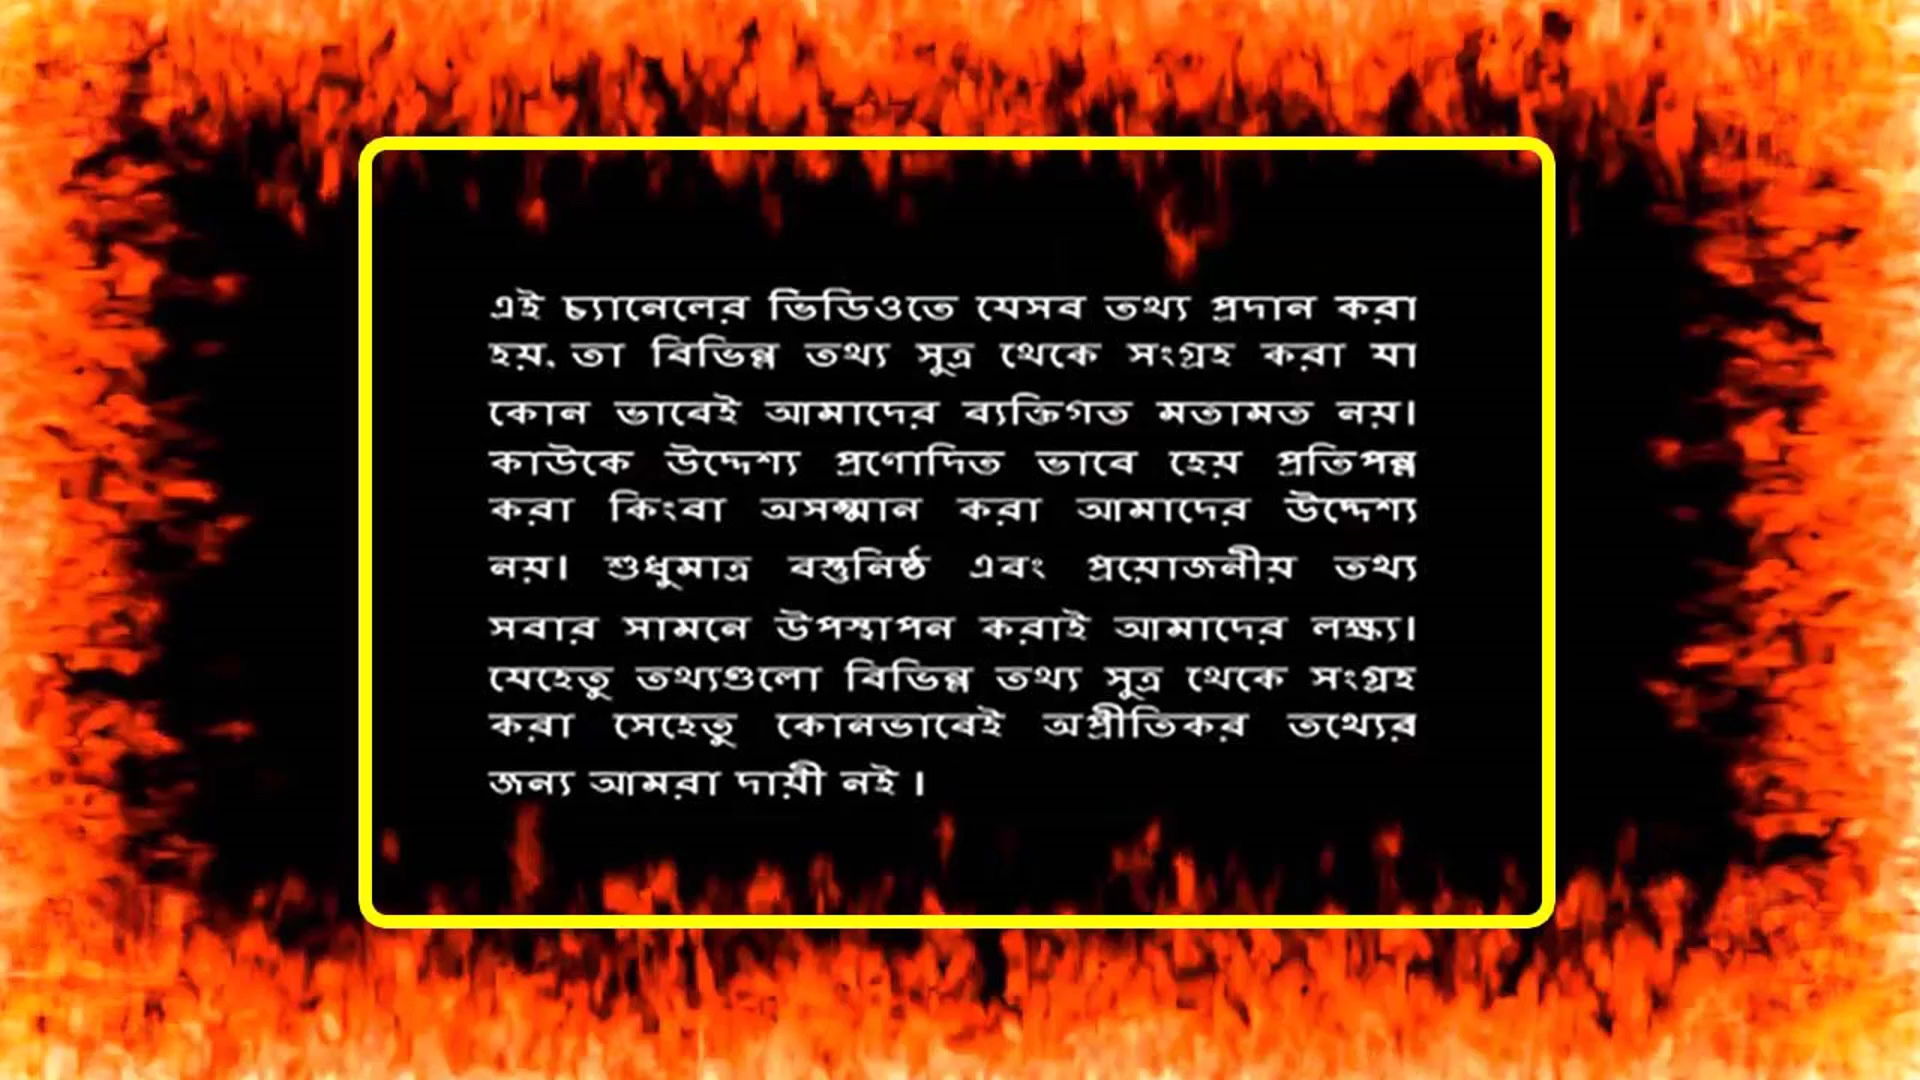 এই চ্যানেলের ভিডিওতে যেসব তথ্য প্রদান করা
হয়, তা বিভিন্ন তথ্য সুত্র থেকে সংগ্রহ করা যা
কোন ভাবেই আমাদের ব্যক্তিগত মতামত নয়।
কাউকে উদ্দেশ্য প্রণোদিত ভাবে হেয় প্রতিপন্ন
করা কিংবা অসম্মান করা আমাদের উদ্দেশ্য
নয়। শুধুমাত্র বস্তুনিষ্ঠ এবং প্রয়োজনীয় তথ্য
সবার সামনে উপস্থাপন করাই আমাদের লক্ষ্য।
যেহেতু তথ্যগুলো বিভিন্ন তথ্য সুত্র থেকে সংগ্রহ
করা সেহেতু কোনভাবেই অপ্রীতিকর তথ্যের
জন্য আমরা দায়ী নই ।